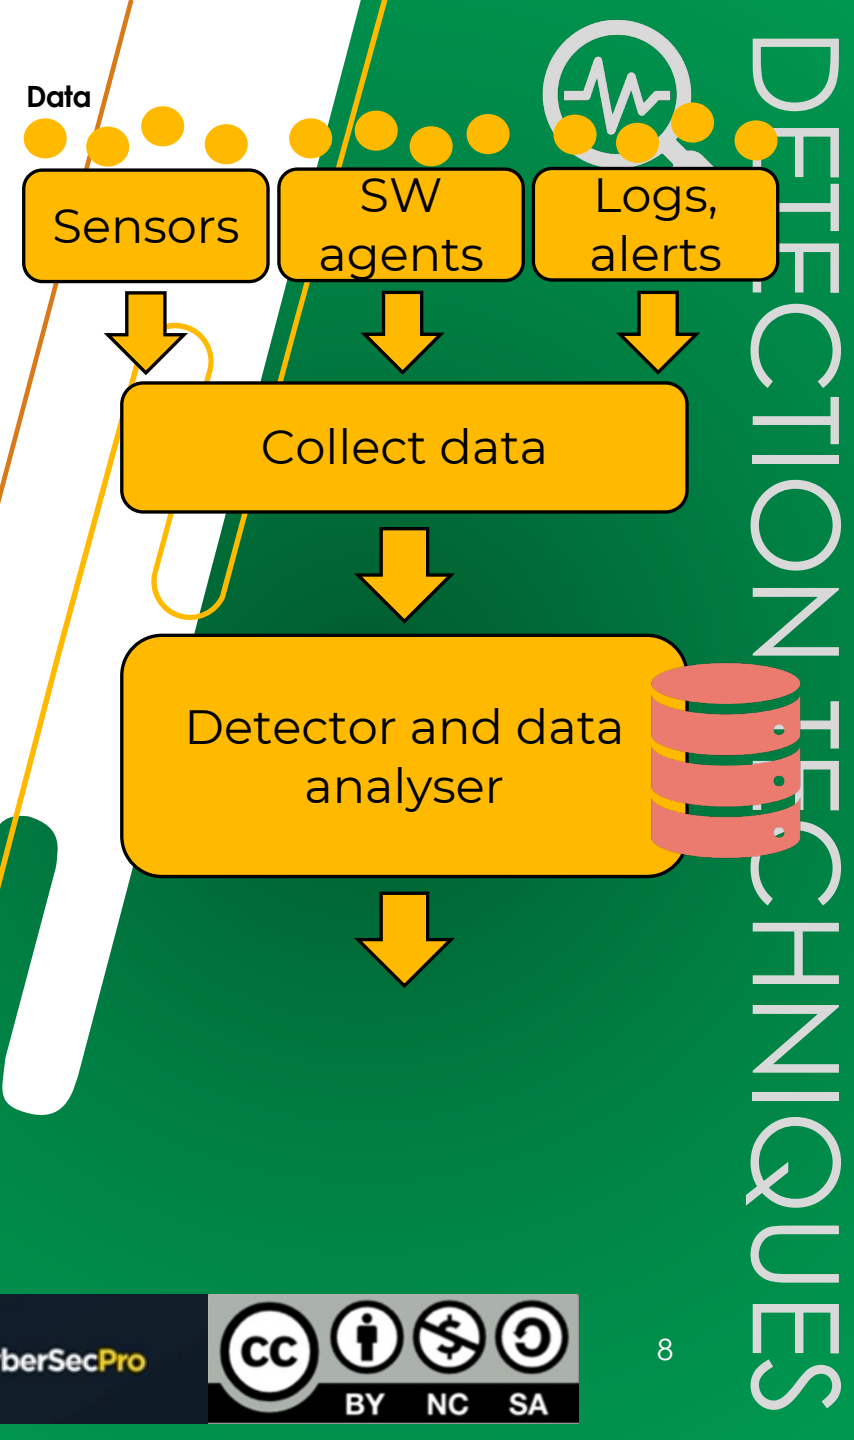 Data
Sensors
SW
agents
Logs,
alerts
Collect data
Detector and data
analyser
DETECTION TECHNIQUES
berSecPro
cc
BY NC SA
8